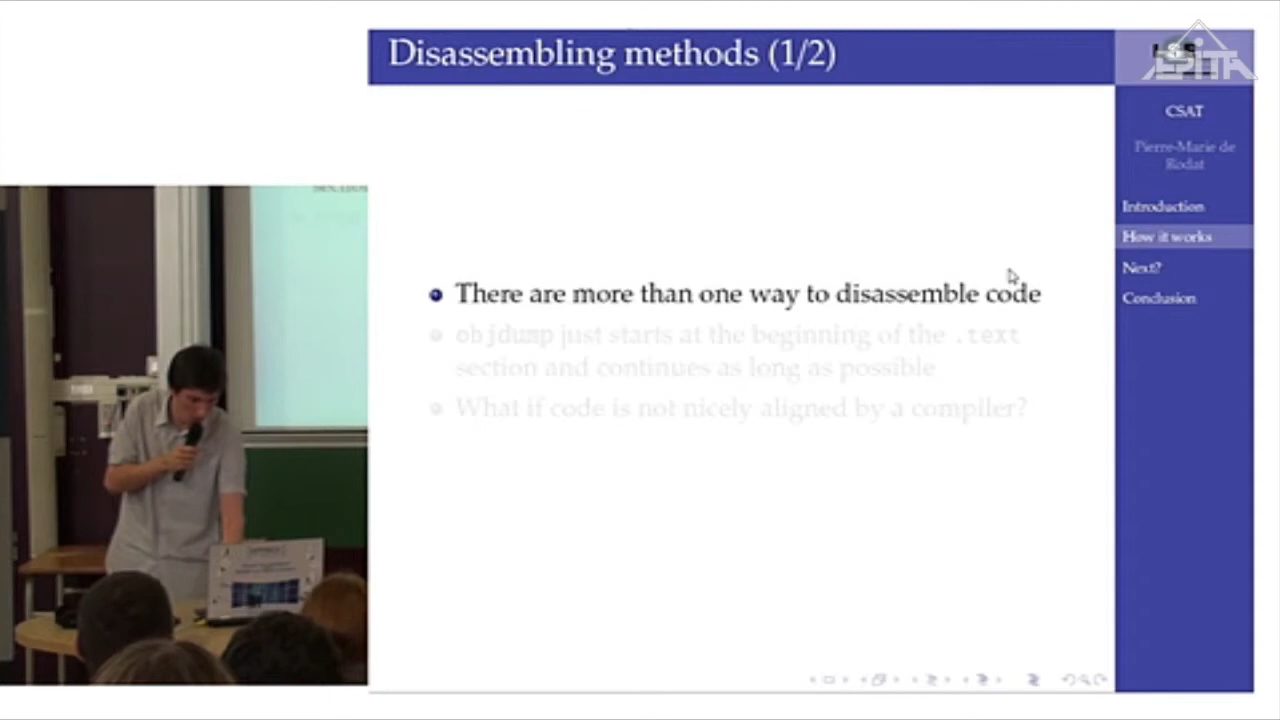 Disassembling methods (1/2)
There are more than one way to disassemble code
objdump just starts at the beginning of the .text
section and continues as long as possible
What if code is not nicely aligned by a compiler?
EPITA
CSAT
Pierre-Marie de
Rodat
Introduction
How it works
Next?
Conclusion